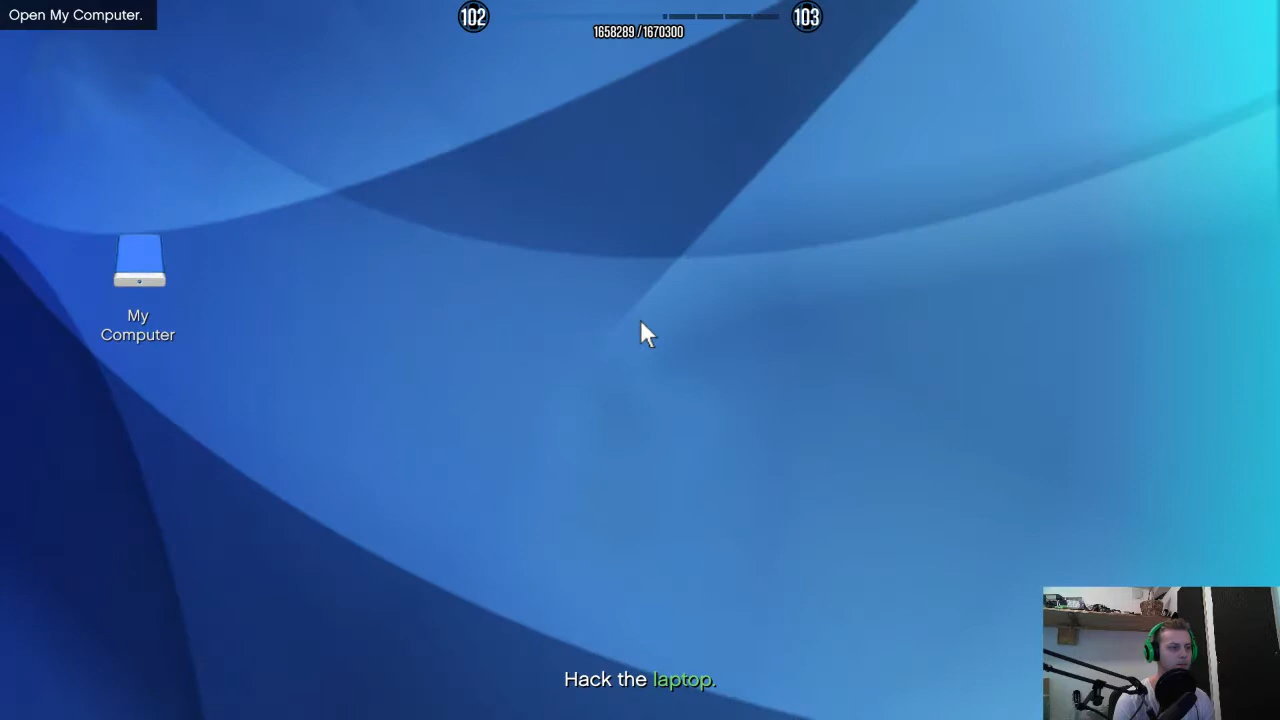 Open My Computer.
102
103
1658289 / 1670300
My
Computer
Hack the laptop.